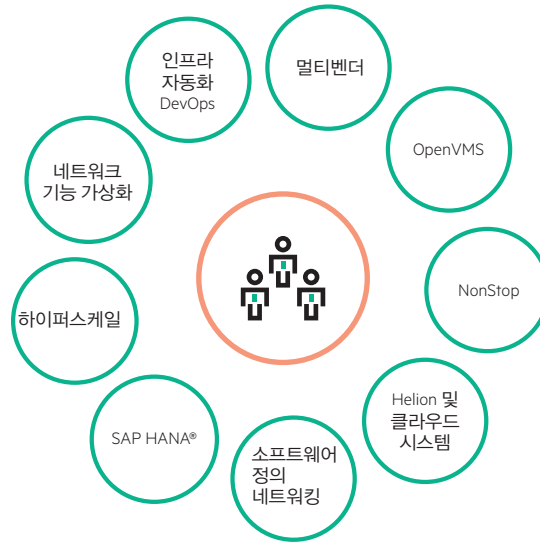 인프라
자동화
DevOps
멀티벤더
OpenVMS
네트워크
기능 가상화
NonStop
하이퍼스케일
Helion 및
클라우드
시스템
SAP HANA®
소프트웨어
정의
네트워킹